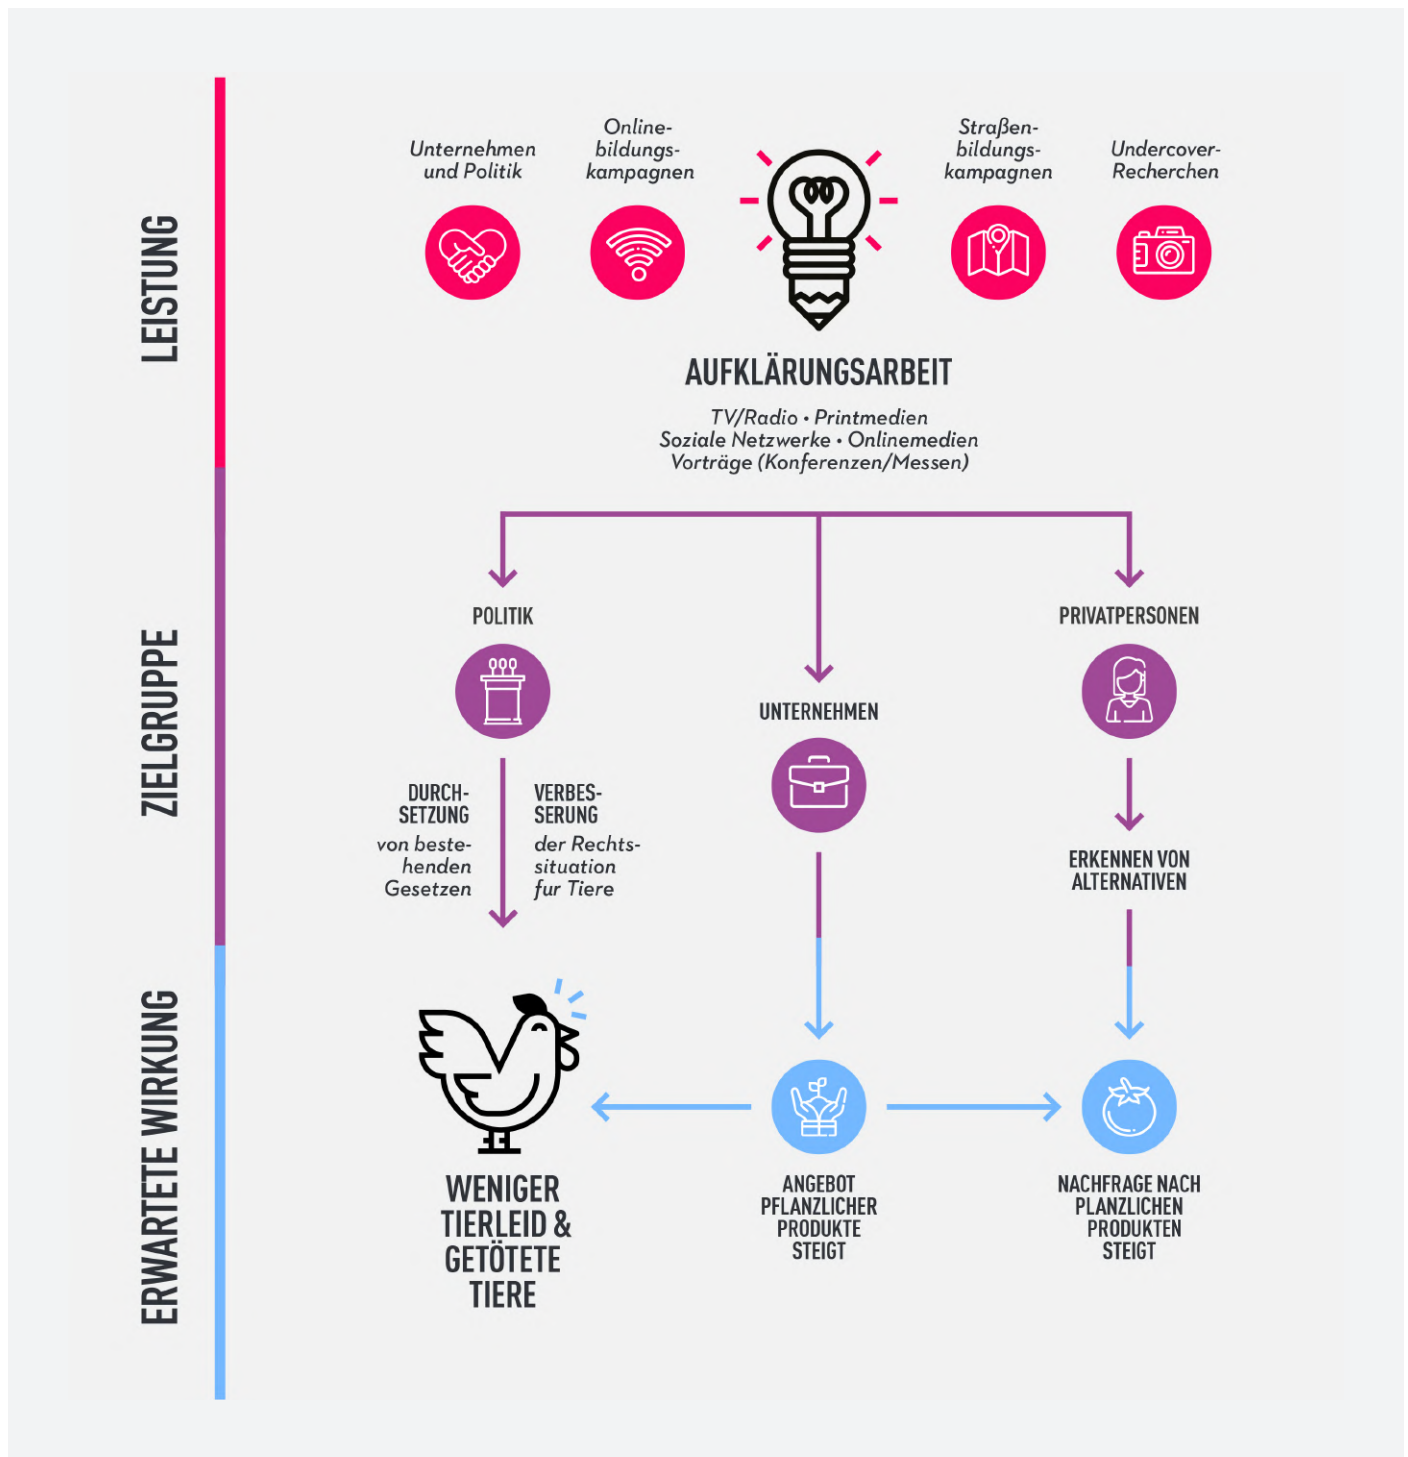 LEISTUNG
Unternehmen
und Politik
Online-
bildungs-
kampagnen
Straßen-
bildungs-
kampagnen
Undercover-
Recherchen
AUFKLÄRUNGSARBEIT
TV/Radio • Printmedien
Soziale Netzwerke • Onlinemedien
Vorträge (Konferenzen/Messen)
ZIELGRUPPE
POLITIK
UNTERNEHMEN
PRIVATPERSONEN
DURCH-
SETZUNG
von beste-
henden
Gesetzen
VERBES-
SERUNG
der Rechts-
situation
fur Tiere
ERKENNEN VON
ALTERNATIVEN
ERWARTETE WIRKUNG
WENIGER
TIERLEID &
GETÖTETE
TIERE
ANGEBOT
PFLANZLICHER
PRODUKTE
STEIGT
NACHFRAGE NACH
PLANZLICHEN
PRODUKTEN
STEIGT